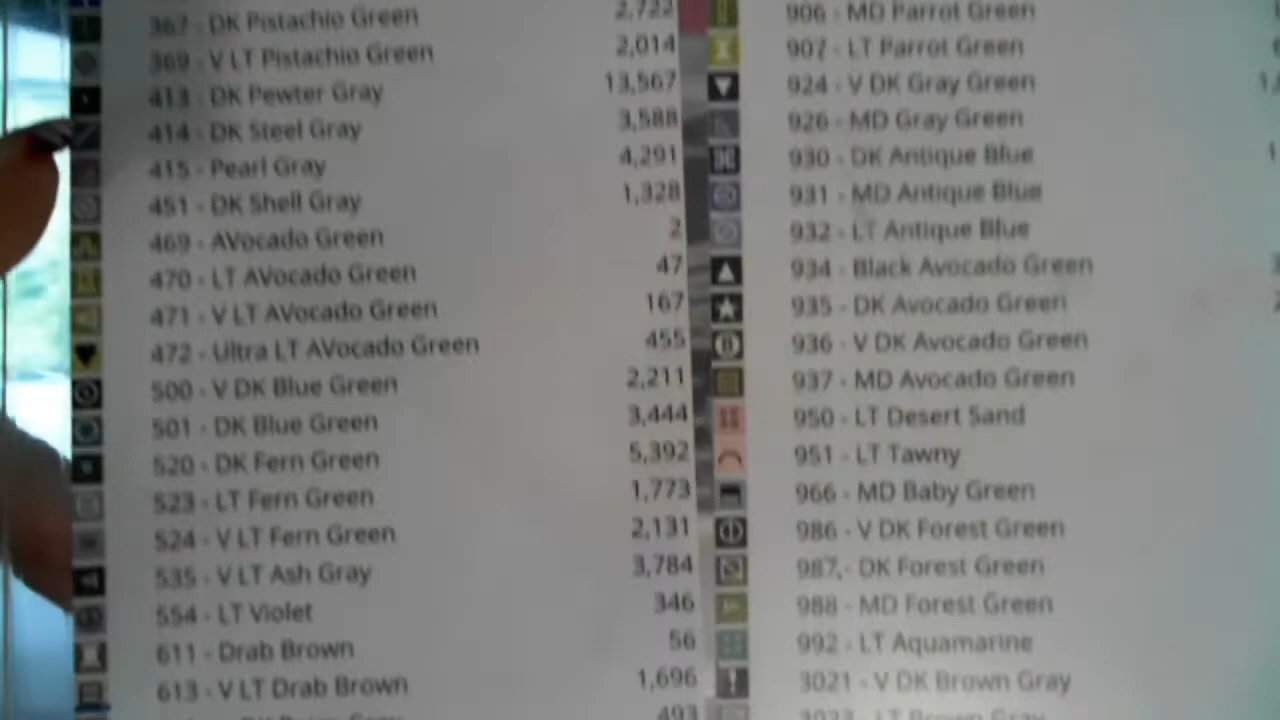 367 - DK Pistachio Green 2,722
369 - V LT Pistachio Green 2,014
413 - DK Pewter Gray 13,567
414 - DK Steel Gray 3,588
415 - Pearl Gray 4,291
451 - DK Shell Gray 1,328
469 - AVocado Green 2
470 - LT AVocado Green 47
471 - V LT AVocado Green 167
472 - Ultra LT AVocado Green 455
500 - V DK Blue Green 2,211
501 - DK Blue Green 3,444
520 - DK Fern Green 5,392
523 - LT Fern Green 1,773
524 - V LT Fern Green 2,131
535 - V LT Ash Gray 3,784
554 - LT Violet 346
611 - Drab Brown 56
613 - V LT Drab Brown 1,696
493
906 - MD Parrot Green
907 - LT Parrot Green
924 - V DK Gray Green
926 - MD Gray Green
930 - DK Antique Blue
931 - MD Antique Blue
932 - LT Antique Blue
934 - Black Avocado Green
935 - DK Avocado Green
936 - V DK Avocado Green
937 - MD Avocado Green
950 - LT Desert Sand
951 - LT Tawny
966 - MD Baby Green
986 - V DK Forest Green
987, - DK Forest Green
988 - MD Forest Green
992 - LT Aquamarine
3021 - V DK Brown Gray
3023 - LT Brown Gray